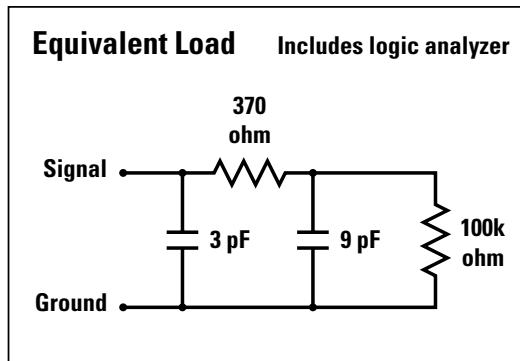 Equivalent Load
Includes logic analyzer
370
ohm
Signal
3 pF
9 pF
100k
ohm
Ground